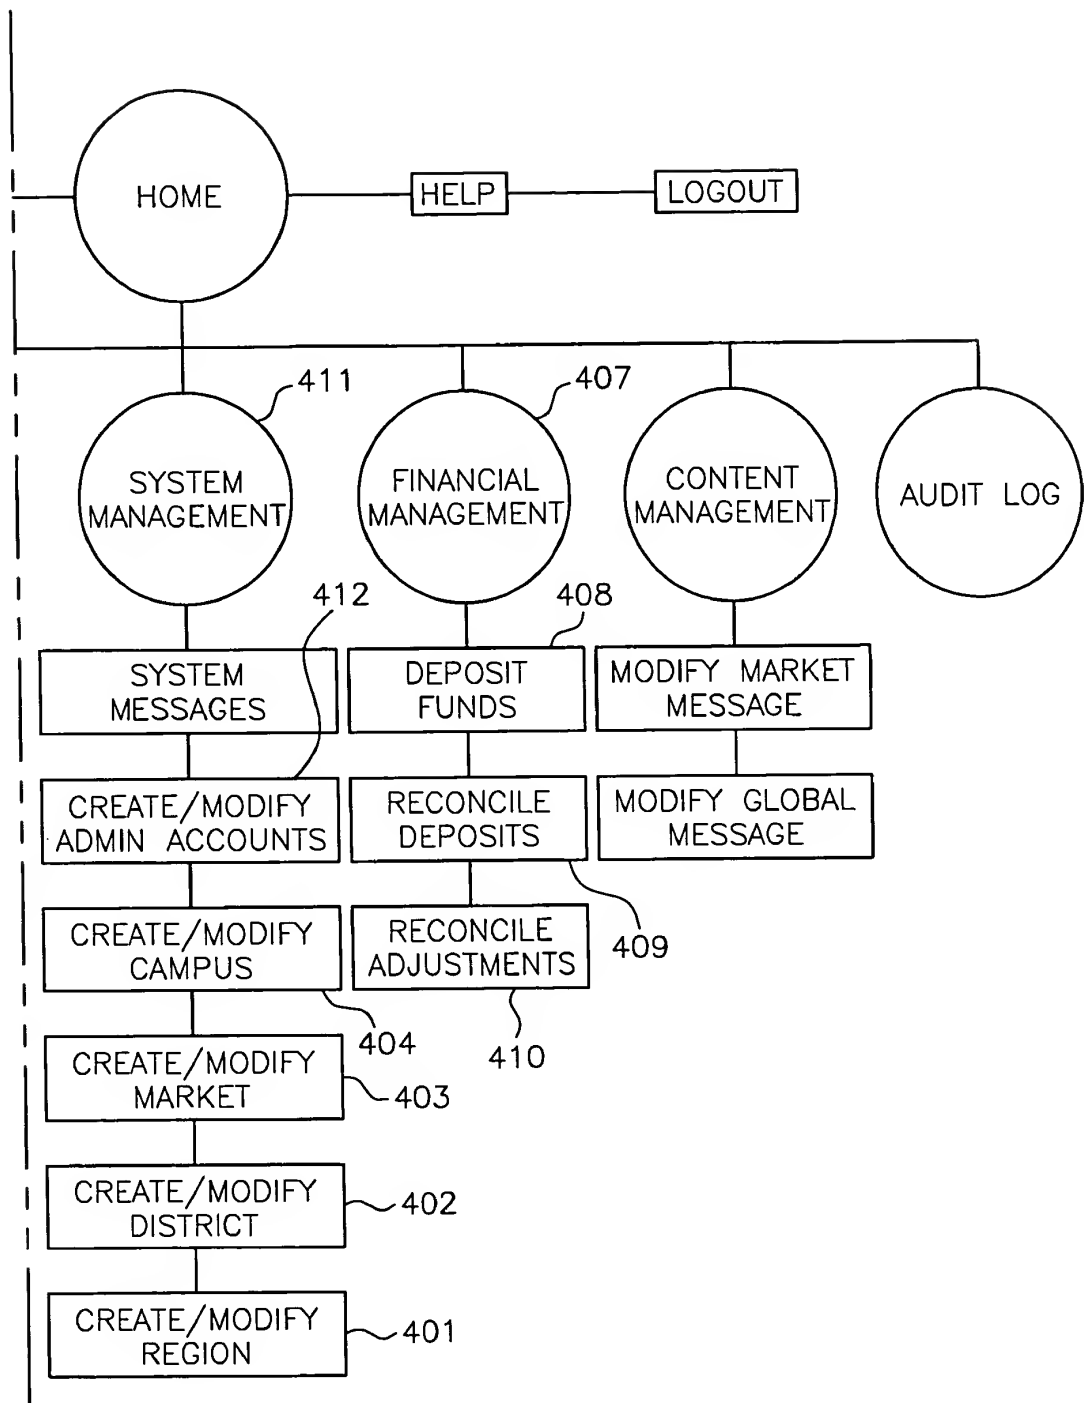 HOME
HELP
LOGOUT
411
407
SYSTEM
MANAGEMENT
FINANCIAL
MANAGEMENT
CONTENT
MANAGEMENT
AUDIT LOG
412
408
SYSTEM
MESSAGES
DEPOSIT
FUNDS
MODIFY MARKET
MESSAGE
CREATE/MODIFY
ADMIN ACCOUNTS
RECONCILE
DEPOSITS
MODIFY GLOBAL
MESSAGE
409
CREATE/MODIFY
CAMPUS
RECONCILE
ADJUSTMENTS
404
410
CREATE/MODIFY
MARKET
403
CREATE/MODIFY
DISTRICT
402
CREATE/MODIFY
REGION
401